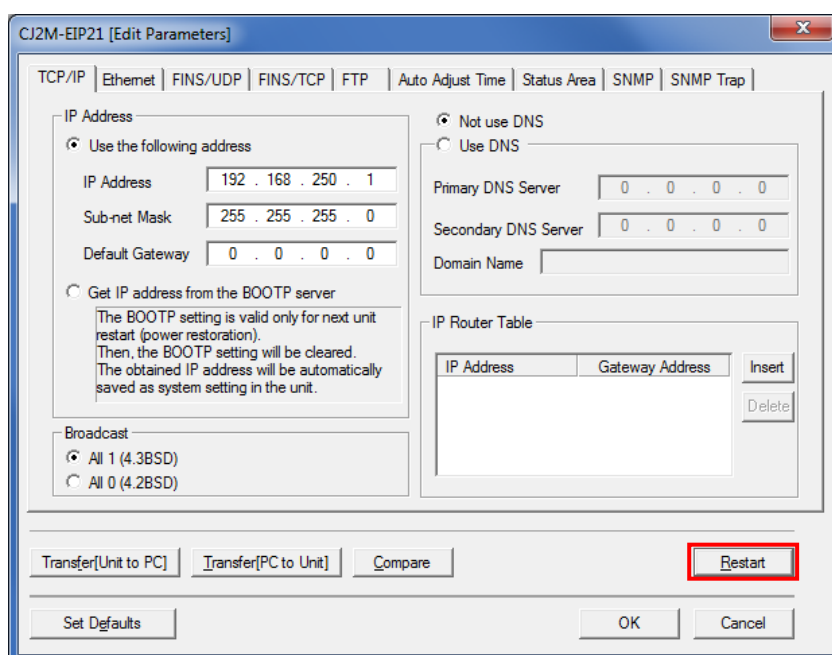 CJ2M-EIP21 [Edit Parameters]
TCP/IP Ethernet FINS/UDP FINS/TCP FTP Auto Adjust Time Status Area SNMP SNMP Trap
IP Address
Use the following address
IP Address 192 . 168 . 250 . 1
Sub-net Mask 255 . 255 . 255 . 0
Default Gateway 0 . 0 . 0 . 0
Get IP address from the BOOTP server
The BOOTP setting is valid only for next unit
restart (power restoration).
Then, the BOOTP setting will be cleared.
The obtained IP address will be automatically
saved as system setting in the unit.
Broadcast
All 1 (4.3BSD)
All 0 (4.2BSD)
Not use DNS
Use DNS
Primary DNS Server 0 . 0 . 0 . 0
Secondary DNS Server 0 . 0 . 0 . 0
Domain Name
IP Router Table
IP Address Gateway Address
Insert
Delete
Transfer[Unit to PC] Transfer[PC to Unit] Compare Restart
Set Defaults OK Cancel